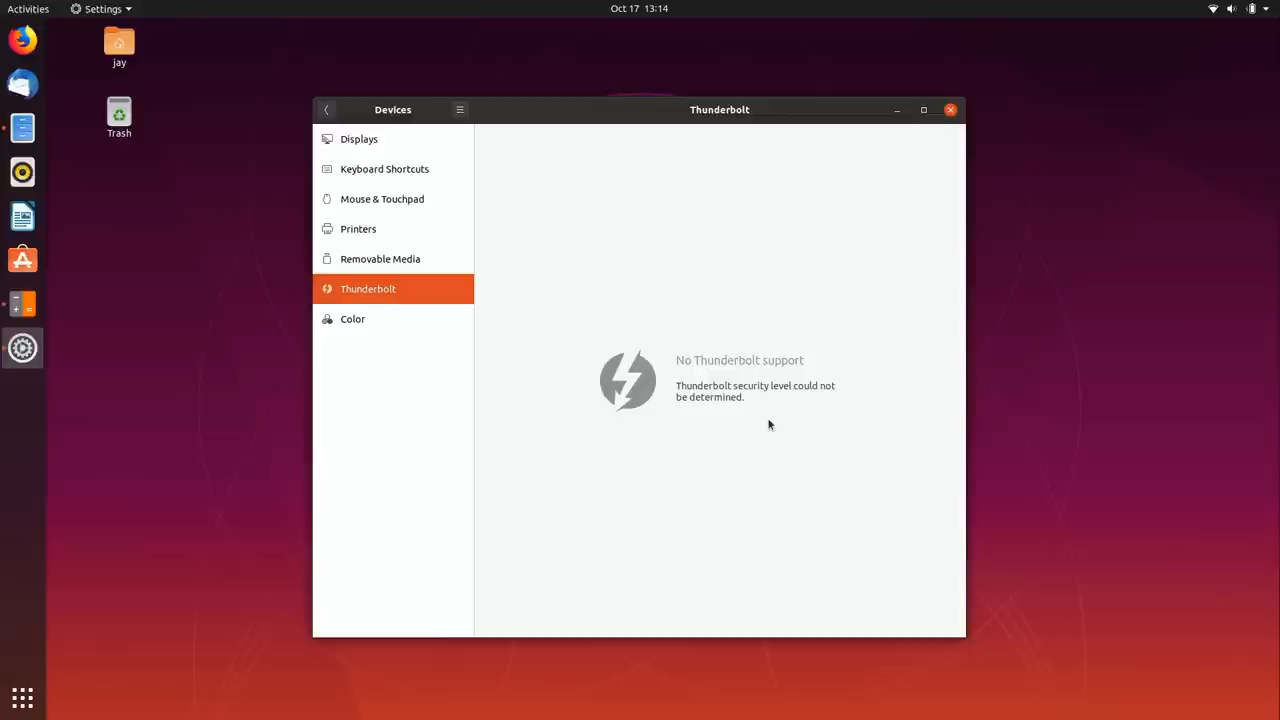 Activities
Settings
Oct 17 13:14
jay
Trash
Devices
Thunderbolt
Displays
Keyboard Shortcuts
Mouse & Touchpad
Printers
Removable Media
Thunderbolt
Color
No Thunderbolt support
Thunderbolt security level could not
be determined.